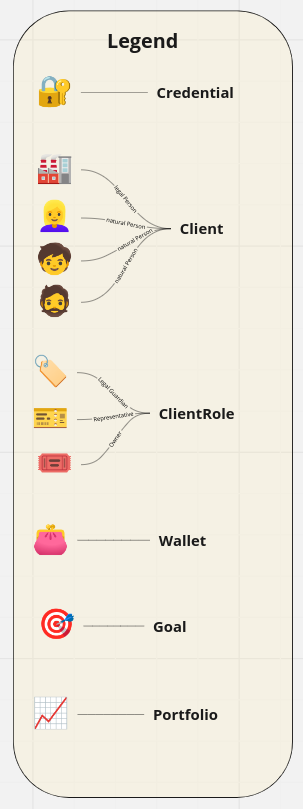 Legend
Credential
legal Person
natural Person
natural Person
natural Person
Client
Legal Guardian
Representative
Owner
ClientRole
Wallet
Goal
Portfolio